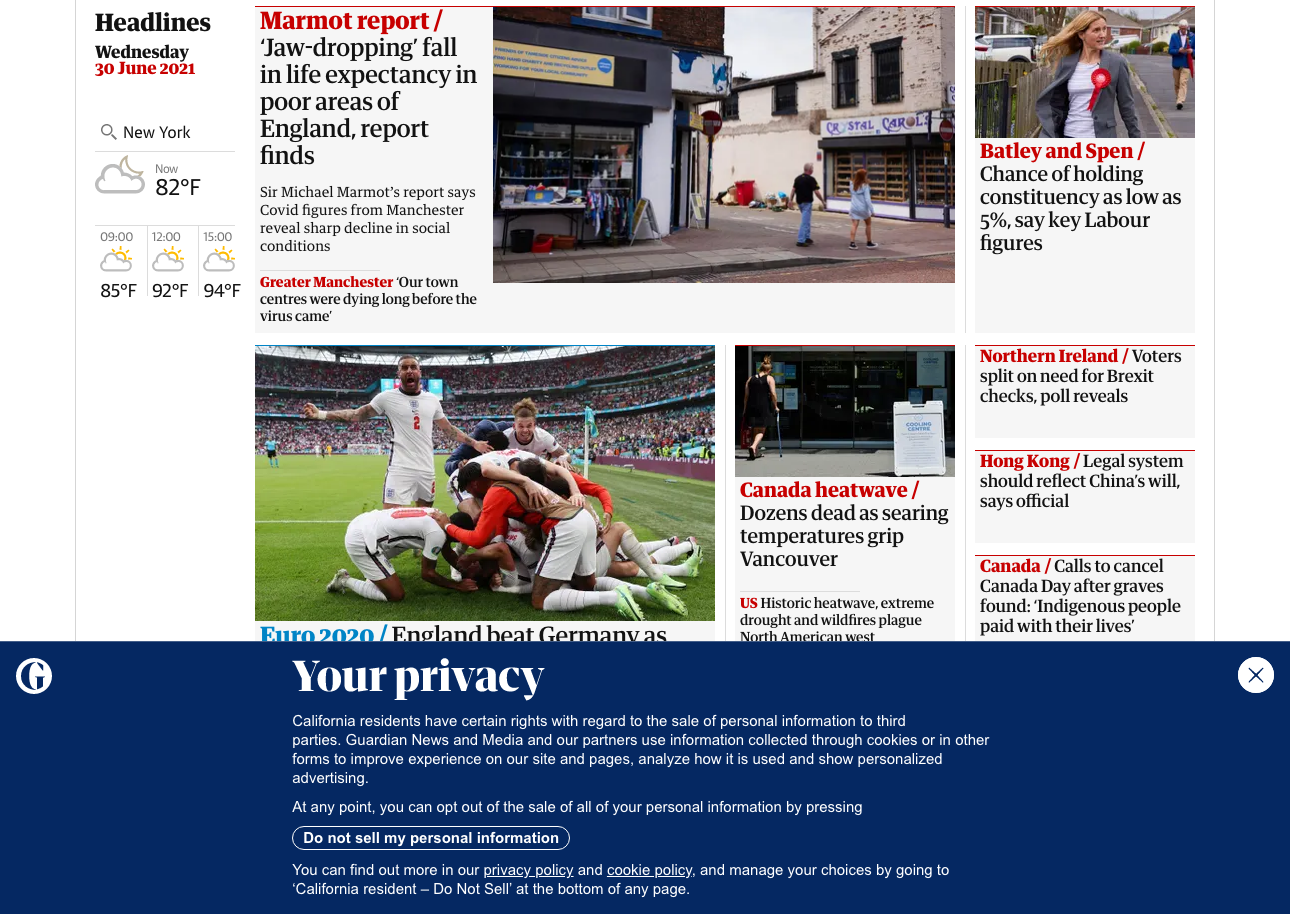 Headlines
Wednesday
30 June 2021
New York
Now
82°F
09:00
12:00
15:00
85°F
92°F
94°F
Marmot report /
‘Jaw-dropping’ fall
in life expectancy in
poor areas of
England, report
finds
Sir Michael Marmot’s report says
Covid figures from Manchester
reveal sharp decline in social
conditions
Greater Manchester ‘Our town
centres were dying long before the
virus came’
CRYSTAL CAROLS
Batley and Spen /
Chance of holding
constituency as low as
5%, say key Labour
figures
2
Euro 2020 / England beat Germany as
COOLING
CENTRE
Canada heatwave /
Dozens dead as searing
temperatures grip
Vancouver
US Historic heatwave, extreme
drought and wildfires plague
North American west
Northern Ireland / Voters
split on need for Brexit
checks, poll reveals
Hong Kong / Legal system
should reflect China’s will,
says official
Canada / Calls to cancel
Canada Day after graves
found: ‘Indigenous people
paid with their lives’
Your privacy
California residents have certain rights with regard to the sale of personal information to third
parties. Guardian News and Media and our partners use information collected through cookies or in other
forms to improve experience on our site and pages, analyze how it is used and show personalized
advertising.
At any point, you can opt out of the sale of all of your personal information by pressing
Do not sell my personal information
You can find out more in our privacy policy and cookie policy, and manage your choices by going to
‘California resident – Do Not Sell’ at the bottom of any page.